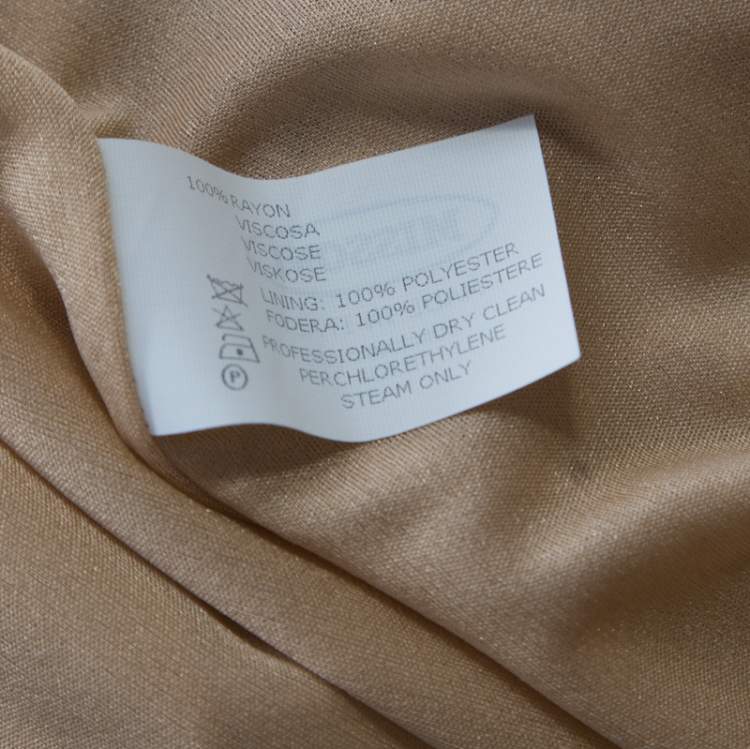 100% RAYON
VISCOSA
VISCOSE
VISKOSE
LINING: 100% POLYESTER
FODERA: 100% POLIESTERE
PROFESSIONALLY DRY CLEAN
PERCHLORETHYLENE
STEAM ONLY
P